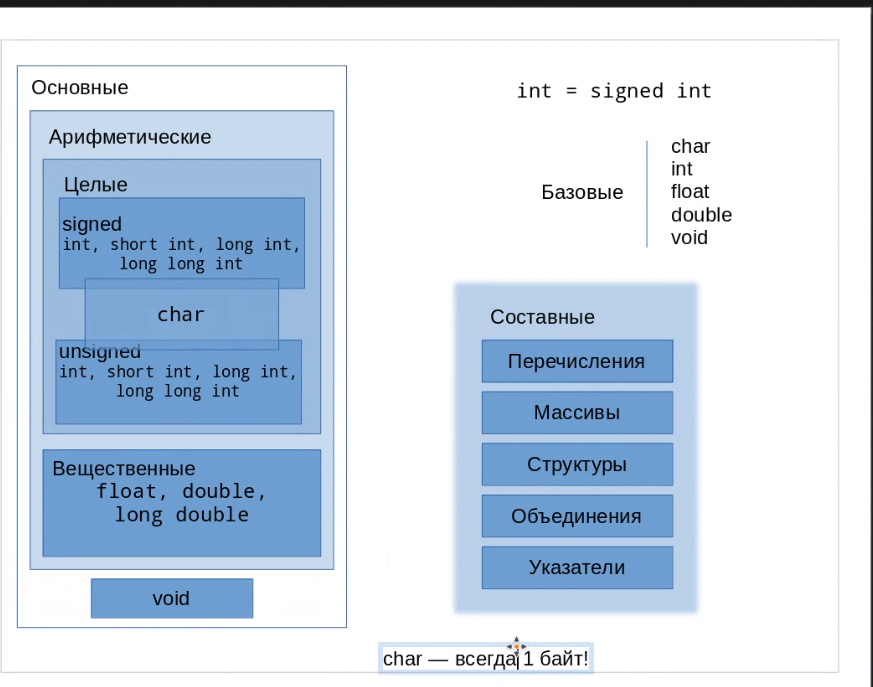 Основные
Арифметические
Целые
signed
int, short int, long int,
long long int
char
unsigned
int, short int, long int,
long long int
Вещественные
float, double,
long double
void
int = signed int
Базовые
char
int
float
double
void
Составные
Перечисления
Массивы
Структуры
Объединения
Указатели
char — всегда 1 байт!